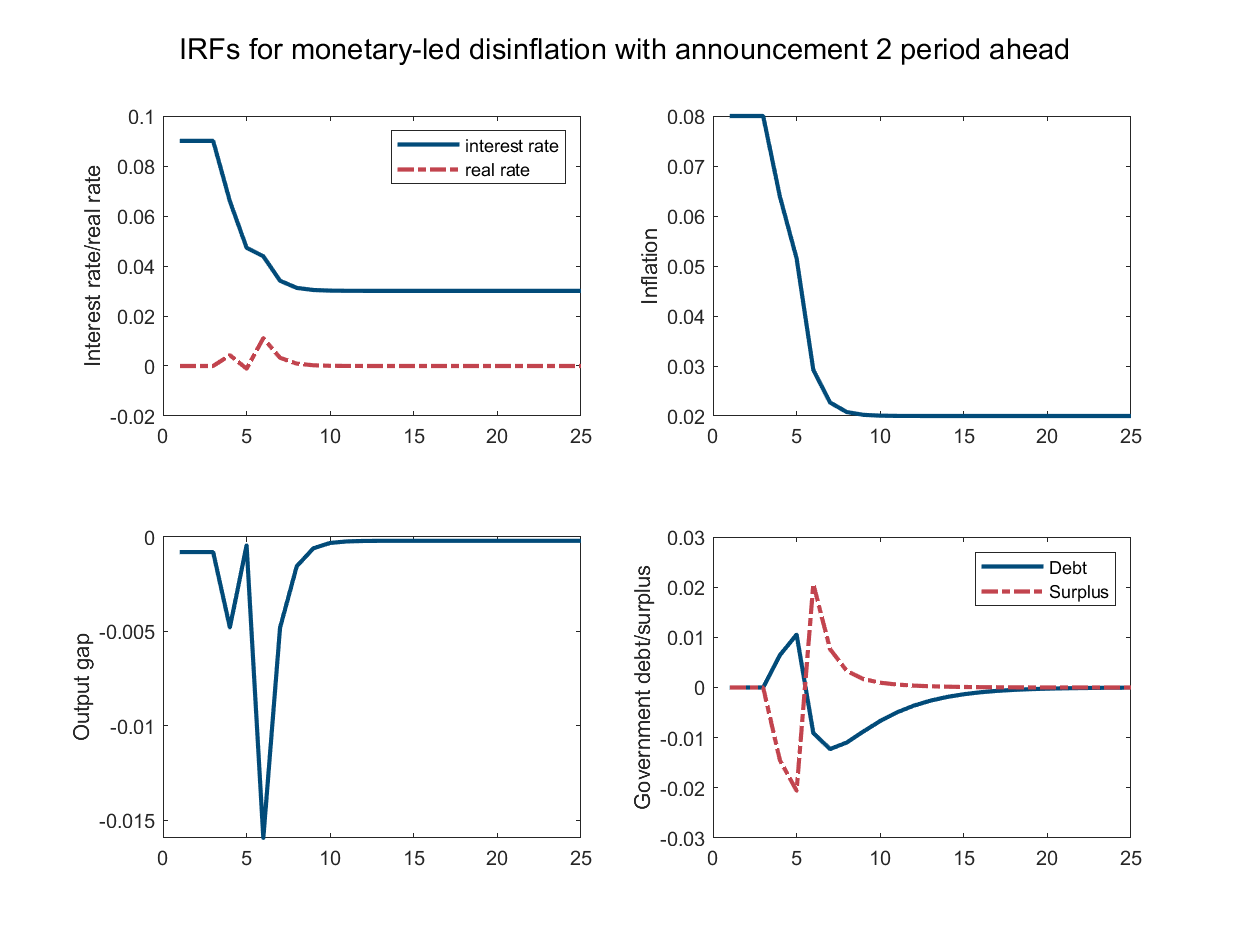 IRFs for monetary-led disinflation with announcement 2 period ahead
Interest rate/real rate
0.1
0.08
0.06
0.04
0.02
0
-0.02
0 5 10 15 20 25
interest rate
real rate
Inflation
0.08
0.07
0.06
0.05
0.04
0.03
0.02
0 5 10 15 20 25
Output gap
0
-0.005
-0.01
-0.015
0 5 10 15 20 25
Government debt/surplus
0.03
0.02
0.01
0
-0.01
-0.02
-0.03
0 5 10 15 20 25
Debt
Surplus